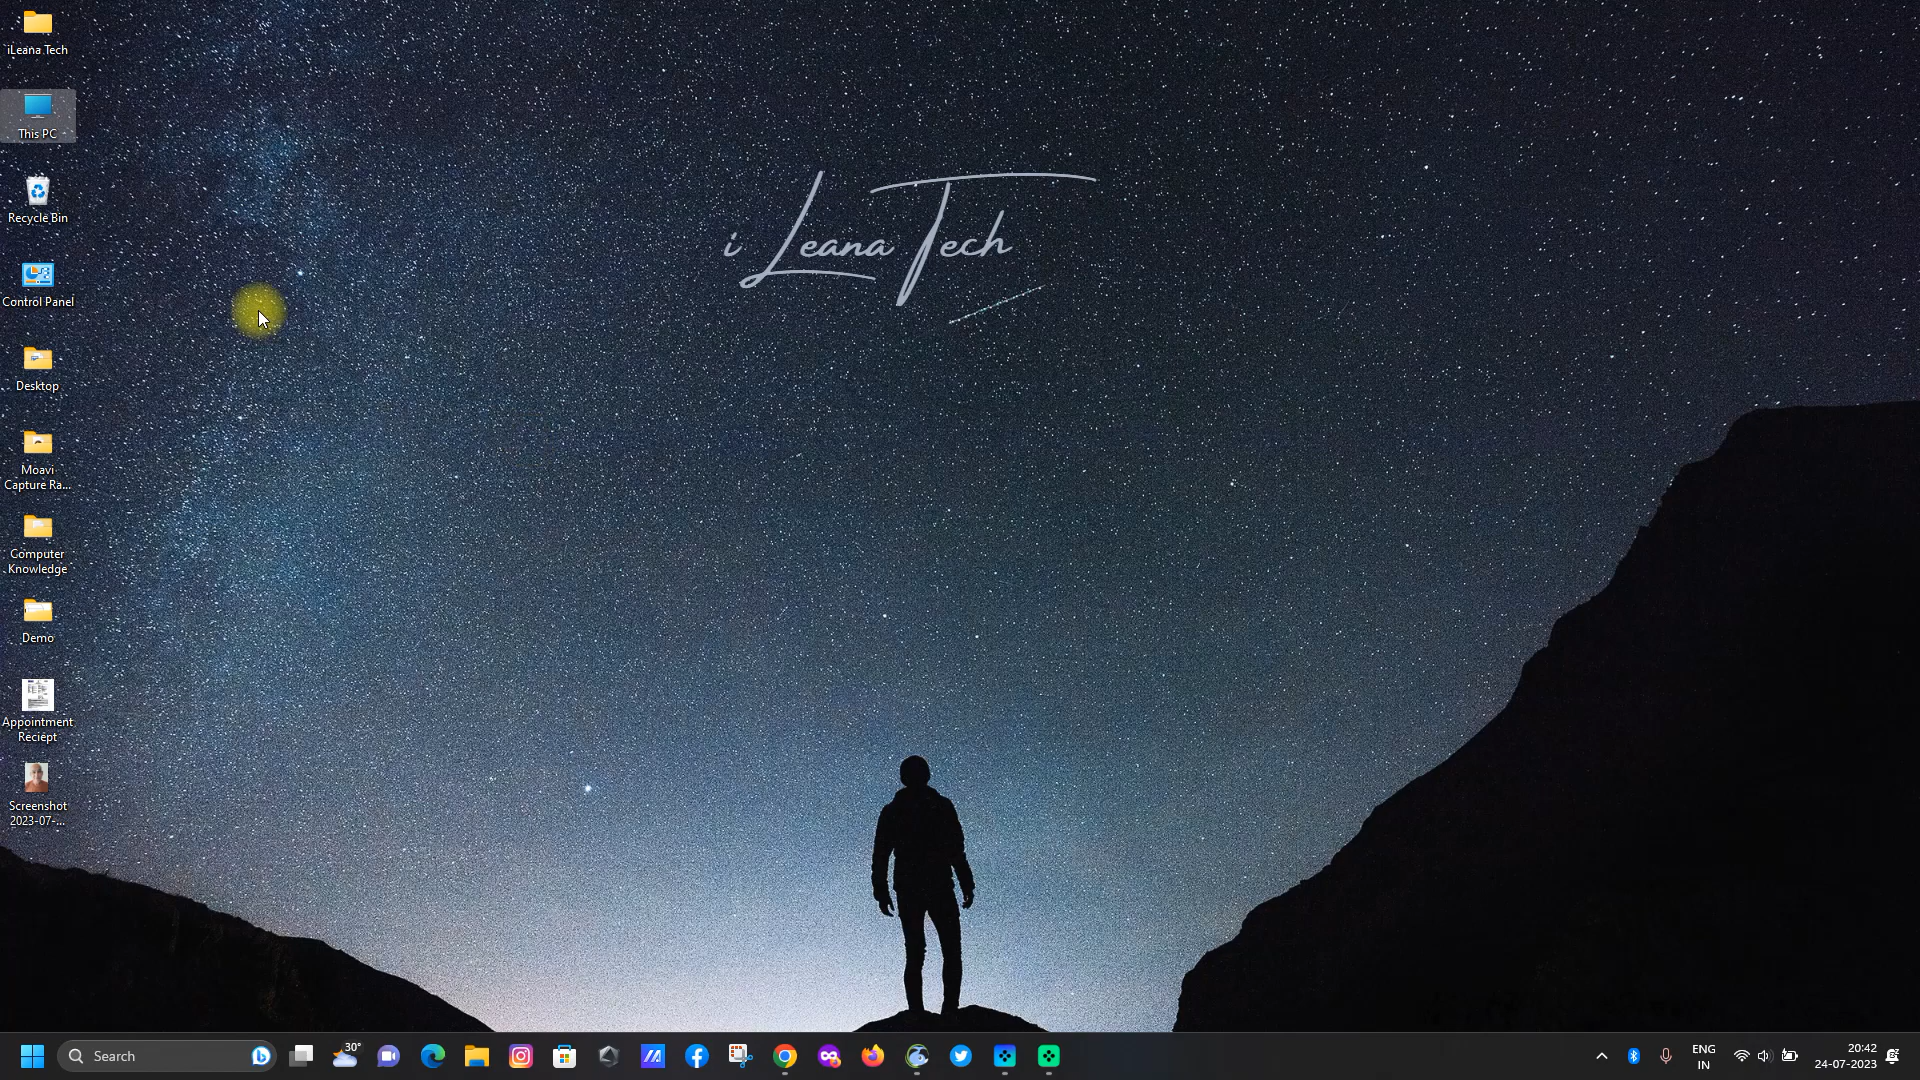 iLeana Tech
This PC
Recycle Bin
Control Panel
Desktop
Moavi
Capture Ra...
Computer
Knowledge
Demo
Appointment
Reciept
Screenshot
2023-07-...
i Leana Tech
Search
30°
ENG
IN
20:42
24-07-2023